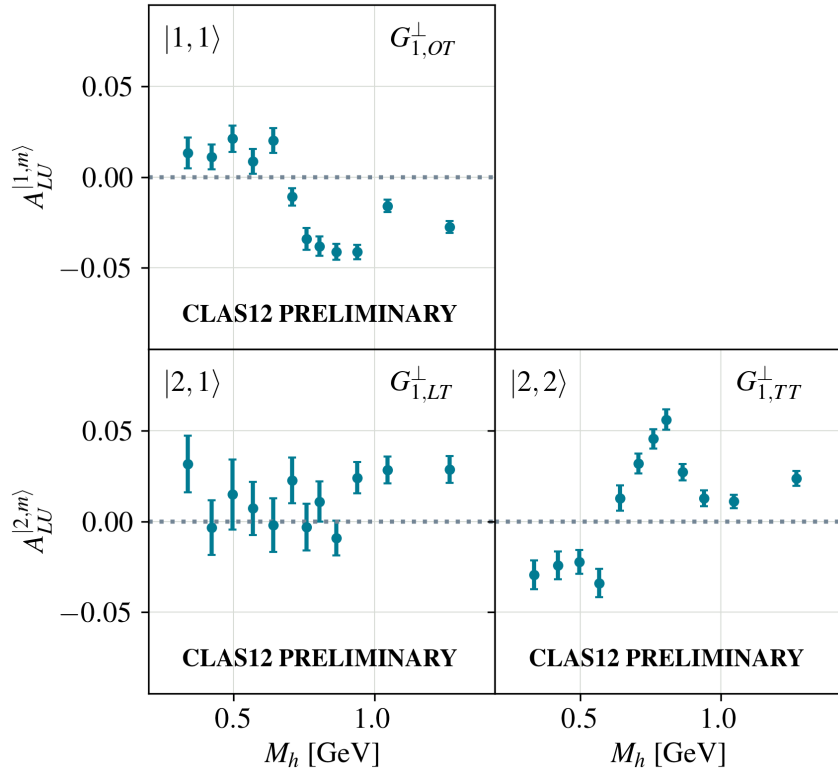 |1, 1⟩ G⊥1,OT
0.05
0.00
−0.05
A|1,m⟩LU
CLAS12 PRELIMINARY
|2, 1⟩ G⊥1,LT
|2, 2⟩ G⊥1,TT
0.05
0.00
−0.05
A|2,m⟩LU
CLAS12 PRELIMINARY
CLAS12 PRELIMINARY
0.5 1.0
0.5 1.0
Mh [GeV]
Mh [GeV]